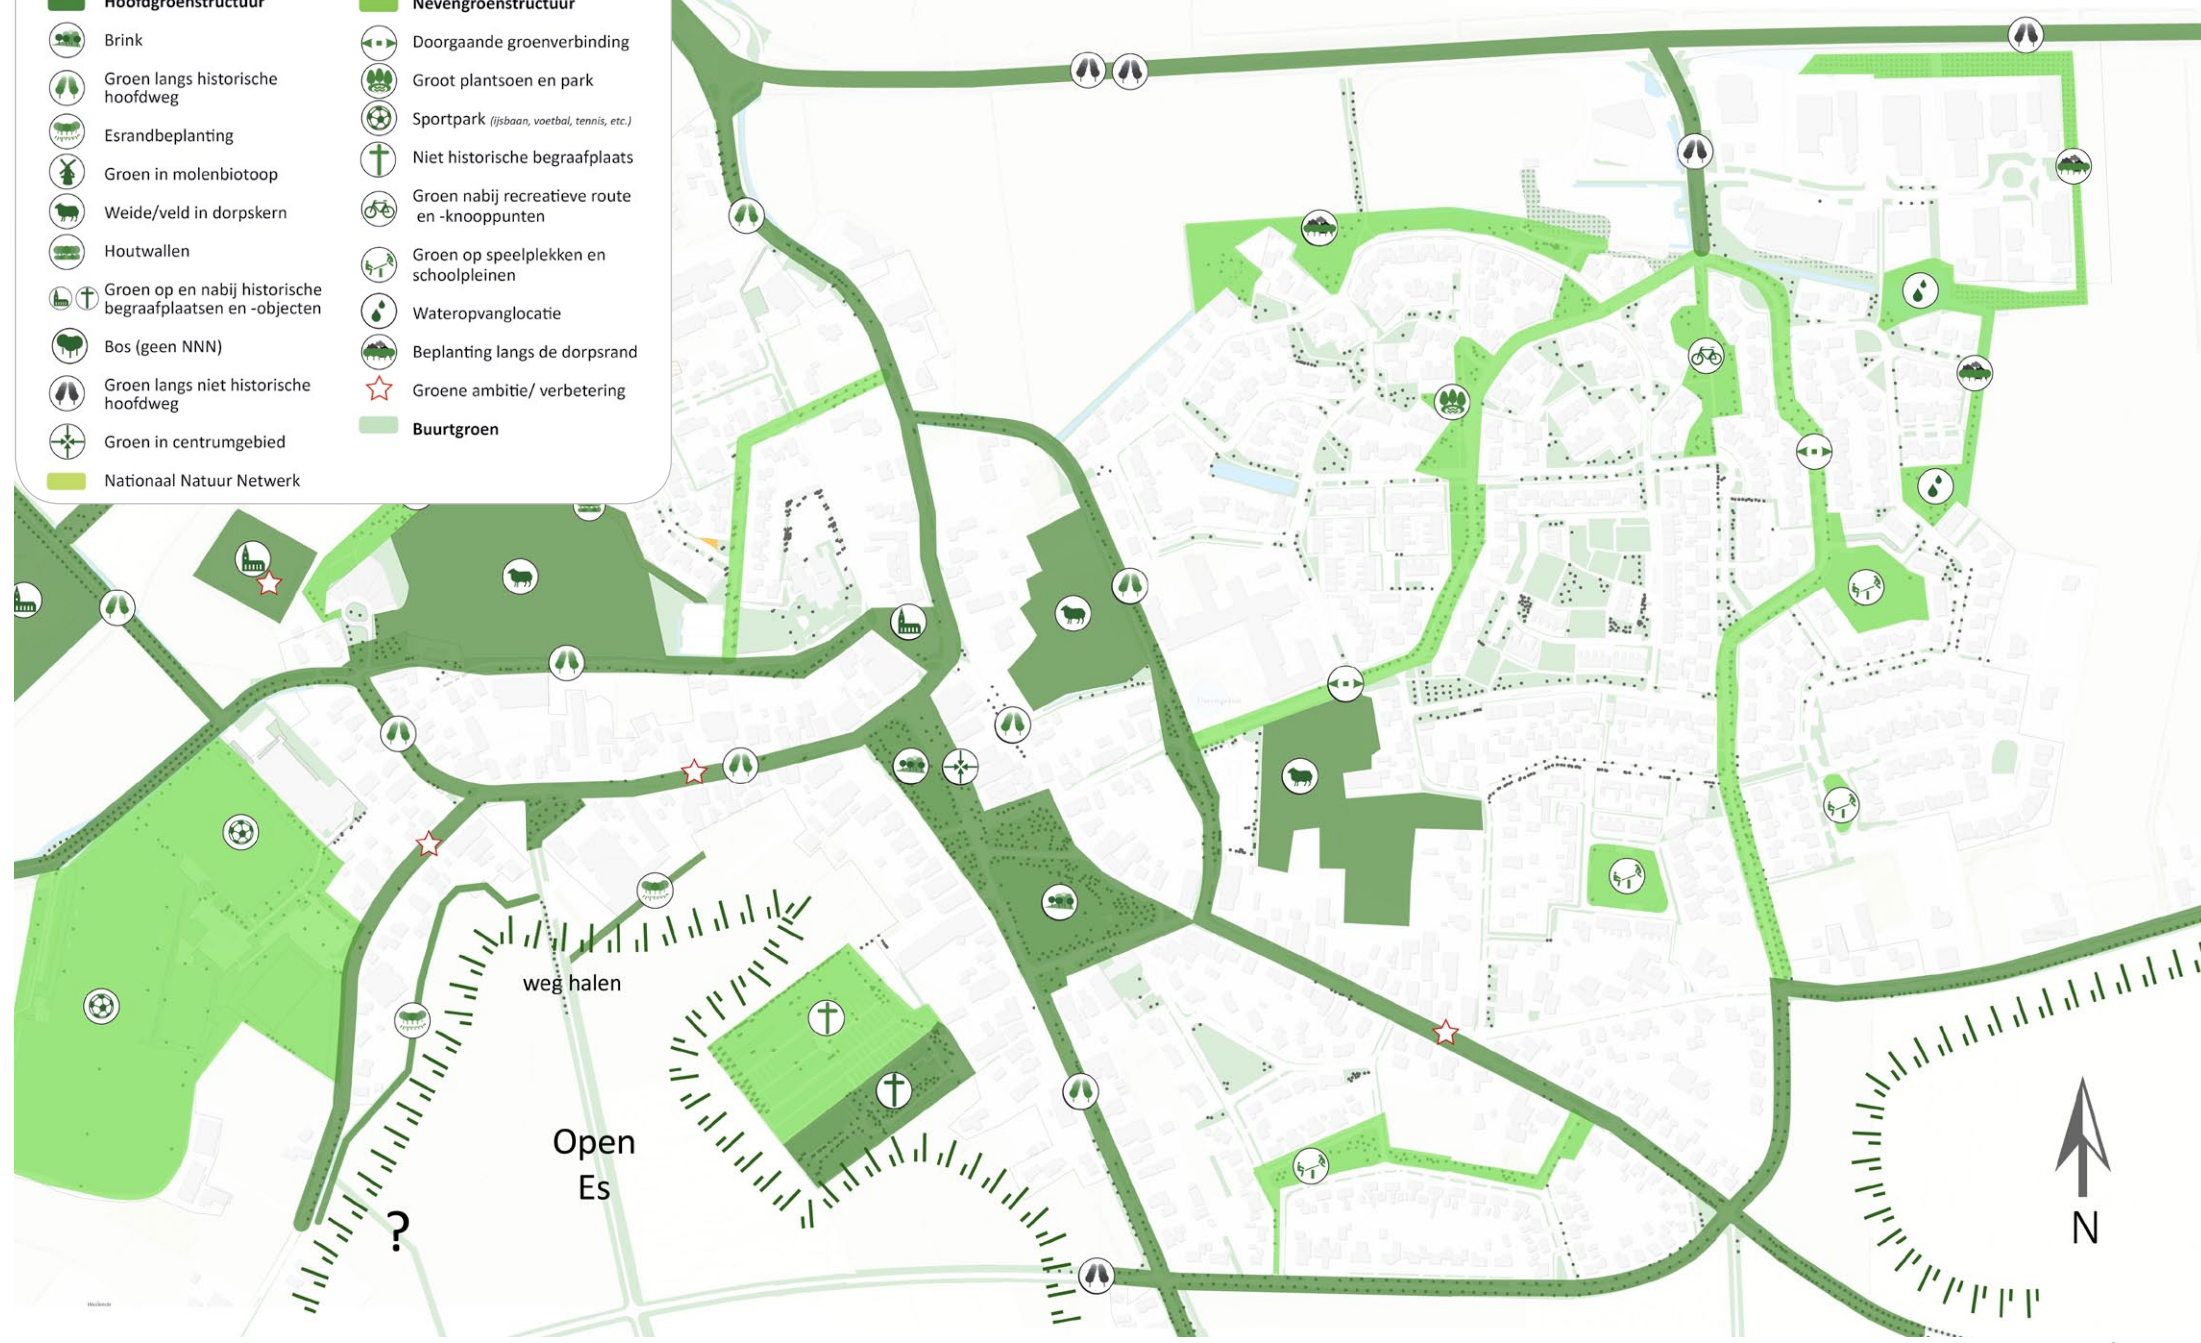 Hoofdgroenstructuur
Brink
Groen langs historische
hoofdweg
Esrandbeplanting
Groen in molenbiotoop
Weide/veld in dorpskern
Houtwallen
Groen op en nabij historische
begraafplaatsen en -objecten
Bos (geen NNN)
Groen langs niet historische
hoofdweg
Groen in centrumgebied
Nationaal Natuur Netwerk
Nevengroenstructuur
Doorgaande groenverbinding
Groot plantsoen en park
Sportpark (ijsbaan, voetbal, tennis, etc.)
Niet historische begraafplaats
Groen nabij recreatieve route
en -knooppunten
Groen op speelplekken en
schoolpleinen
Wateropvanglocatie
Beplanting langs de dorpsrand
Groene ambitie/ verbetering
Buurtgroen
weg halen
Open
Es
?
N